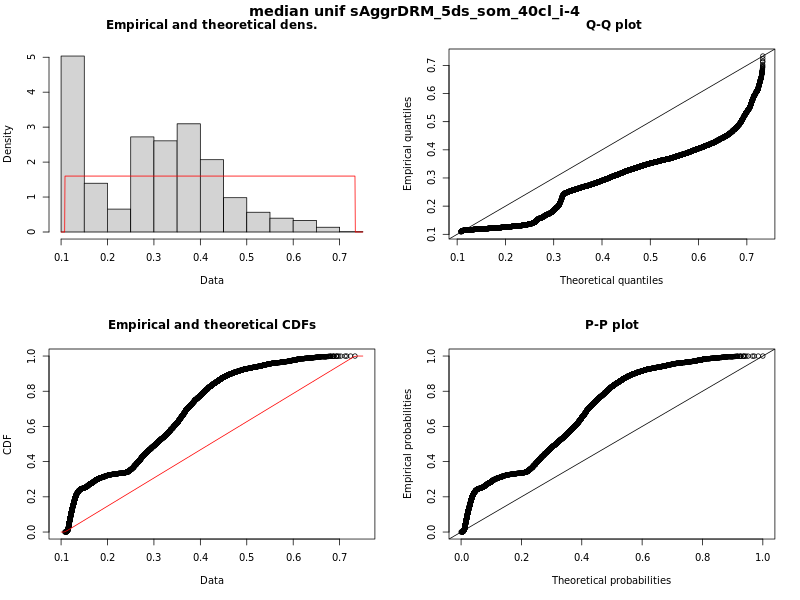 median unif sAggrDRM_5ds_som_40cl_i-4
Empirical and theoretical dens.
Density
0 1 2 3 4 5
0.1 0.2 0.3 0.4 0.5 0.6 0.7
Data
Q-Q plot
Empirical quantiles
0.1 0.2 0.3 0.4 0.5 0.6 0.7
0.1 0.2 0.3 0.4 0.5 0.6 0.7
Theoretical quantiles
Empirical and theoretical CDFs
CDF
0.0 0.2 0.4 0.6 0.8 1.0
0.1 0.2 0.3 0.4 0.5 0.6 0.7
Data
P-P plot
Empirical probabilities
0.0 0.2 0.4 0.6 0.8 1.0
0.0 0.2 0.4 0.6 0.8 1.0
Theoretical probabilities